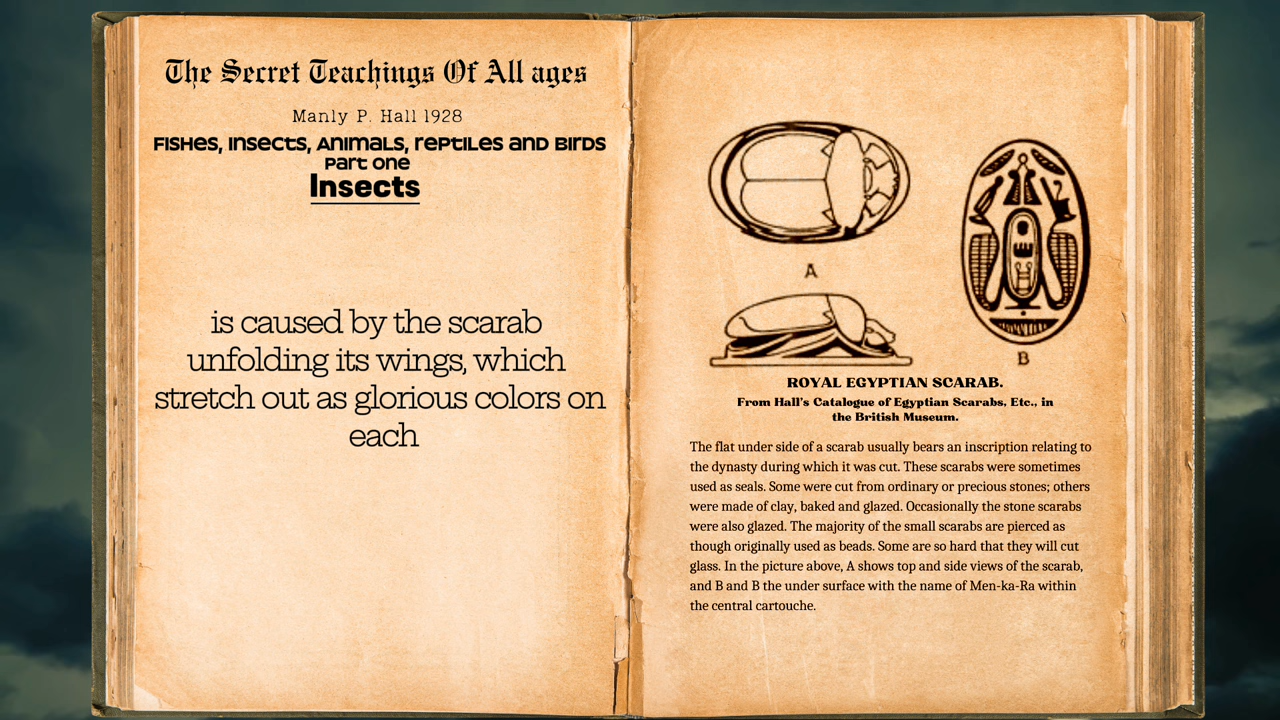 The Secret Teachings Of All ages
Manly P. Hall 1928
FISHes, Insects, Animals, rePtiLes and BIrDs
Part one
Insects
is caused by the scarab
unfolding its wings, which
stretch out as glorious colors on
each
A
B
ROYAL EGYPTIAN SCARAB.
From Hall's Catalogue of Egyptian Scarabs, Etc., in
the British Museum.
The flat under side of a scarab usually bears an inscription relating to
the dynasty during which it was cut. These scarabs were sometimes
used as seals. Some were cut from ordinary or precious stones; others
were made of clay, baked and glazed. Occasionally the stone scarabs
were also glazed. The majority of the small scarabs are pierced as
though originally used as beads. Some are so hard that they will cut
glass. In the picture above, A shows top and side views of the scarab,
and B and B the under surface with the name of Men-ka-Ra within
the central cartouche.